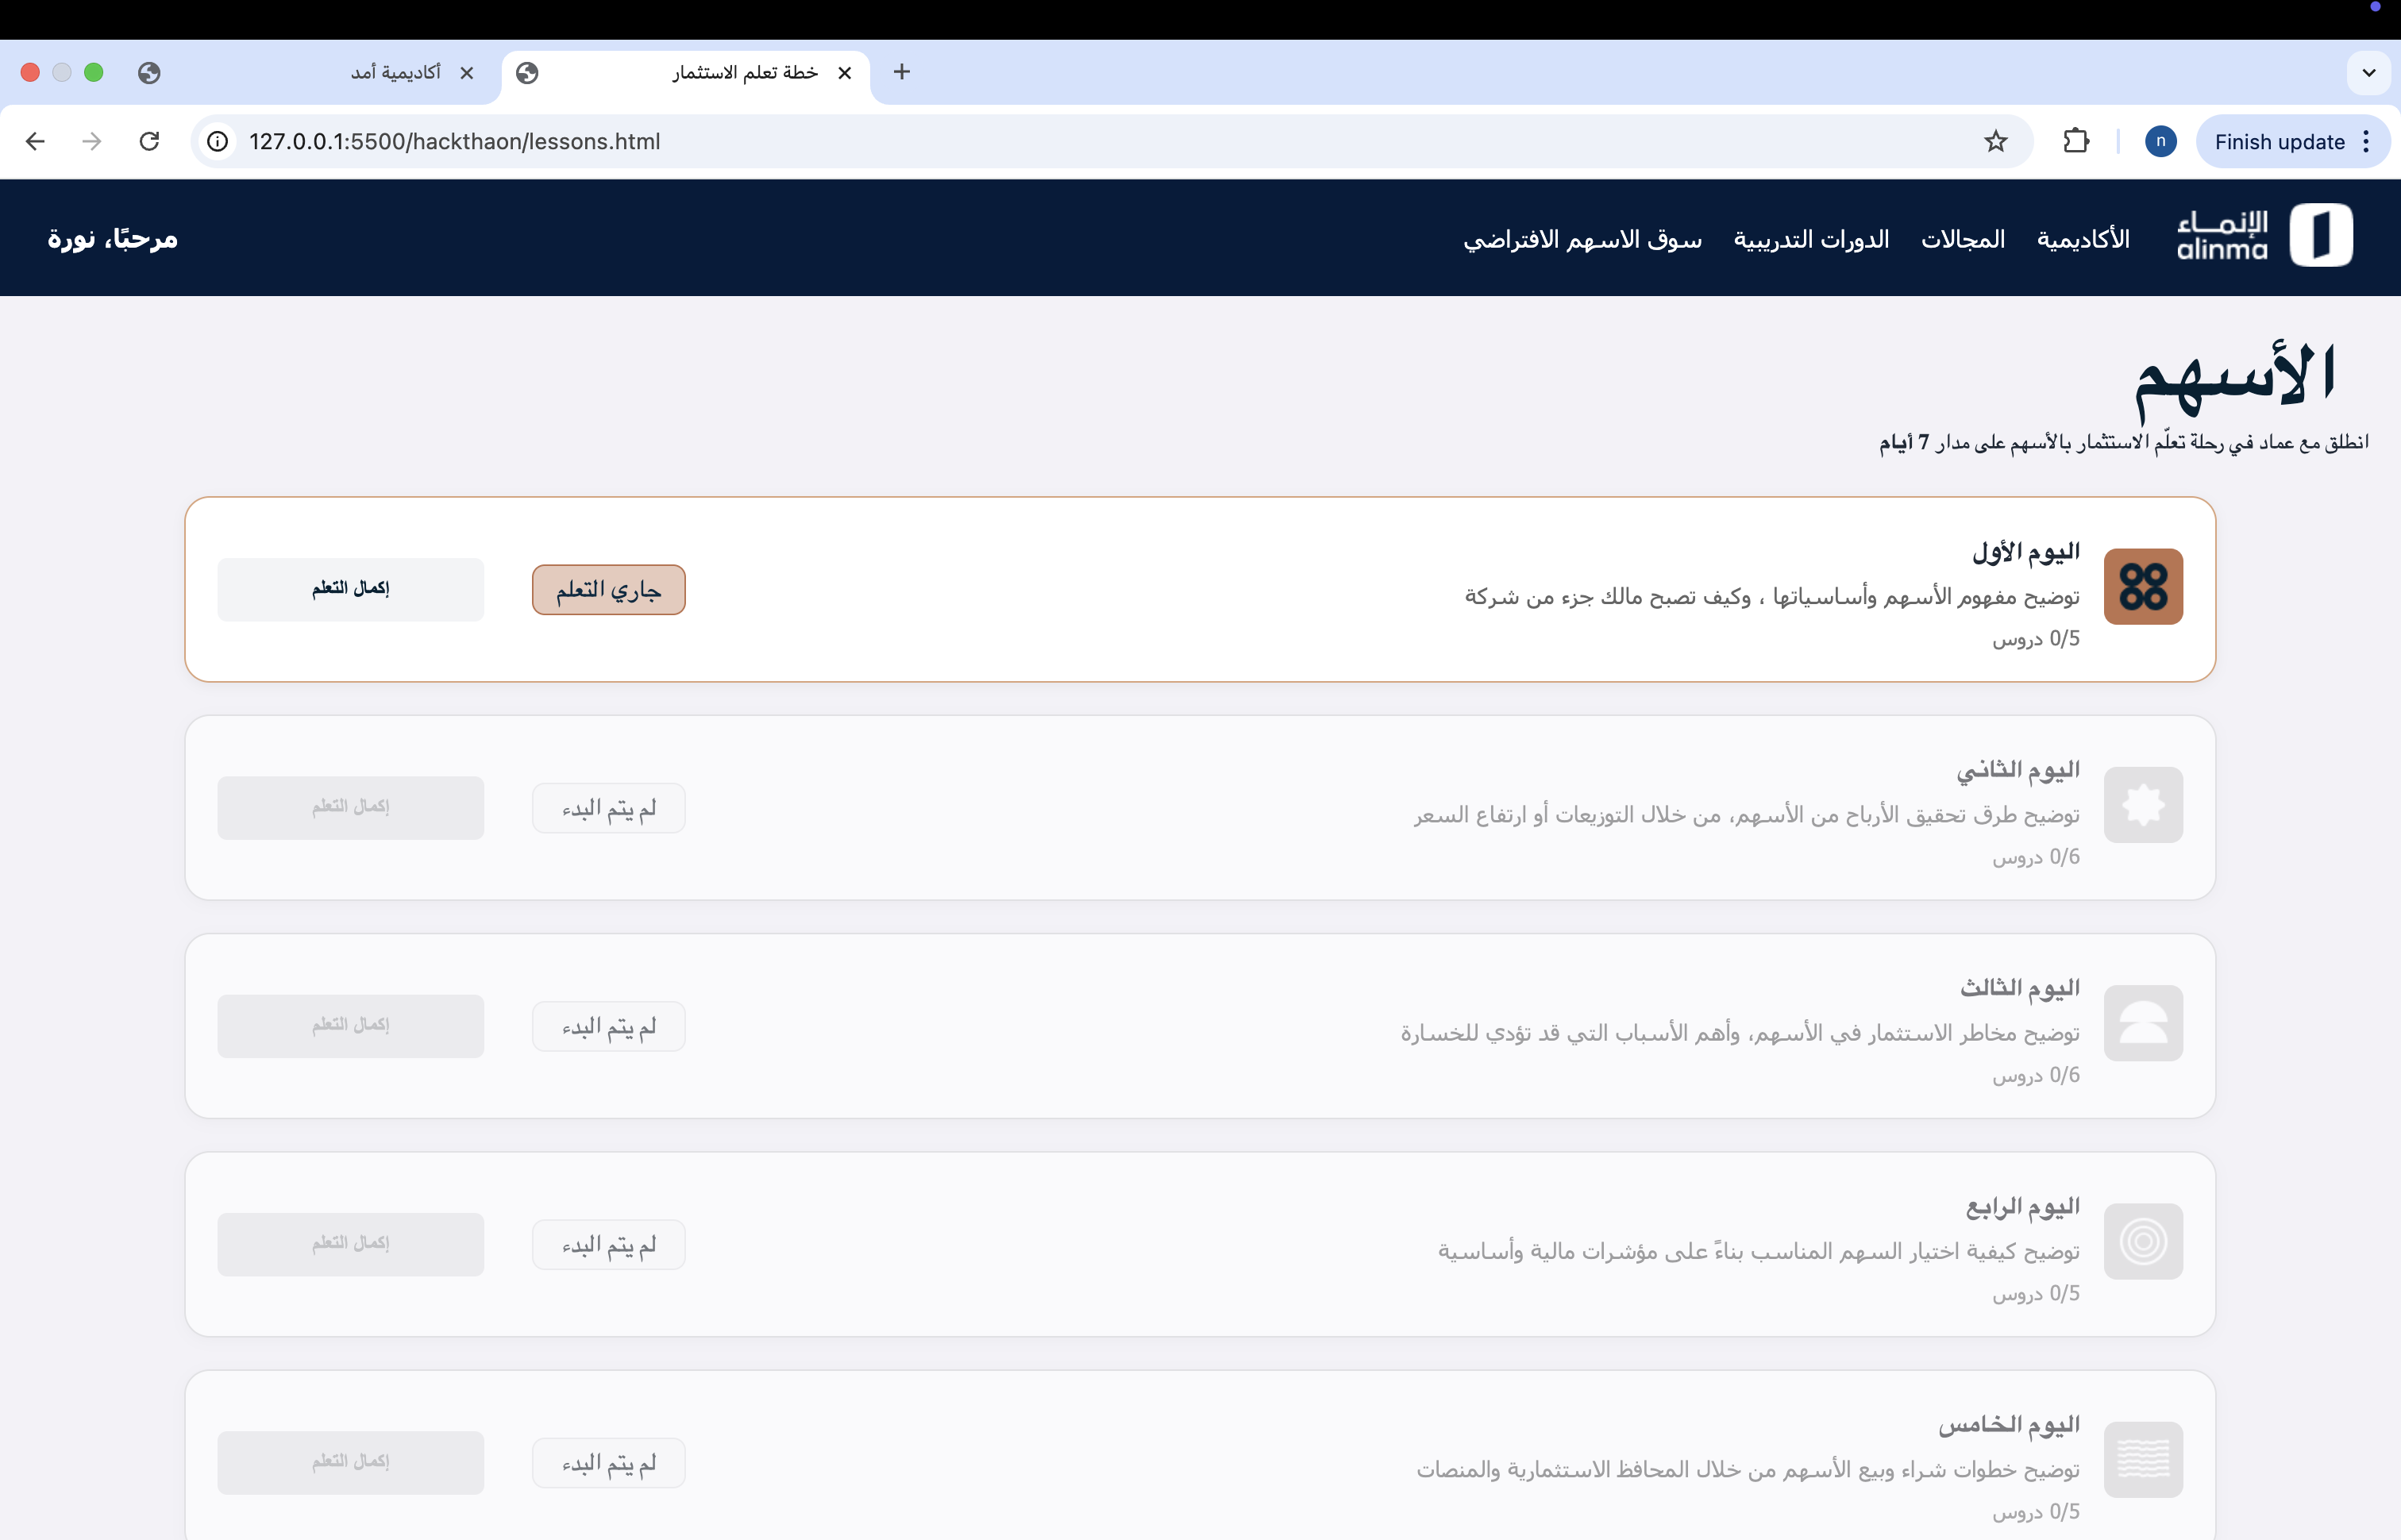 أكاديمية أمد
خطة تعلم الاستثمار
127.0.0.1:5500/hackthaon/lessons.html
n
Finish update
الإنماء
alinma
الأكاديمية
المجالات
الدورات التدريبية
سوق الاسهم الافتراضي
مرحبًا، نورة
الأسهم
انطلق مع عماد في رحلة تعلّم الاستثمار بالأسهم على مدار 7 أيام
اليوم الأول
توضيح مفهوم الأسهم وأساسياتها ، وكيف تصبح مالك جزء من شركة
0/5 دروس
جاري التعلم
إكمال التعلم
اليوم الثاني
توضيح طرق تحقيق الأرباح من الأسهم، من خلال التوزيعات أو ارتفاع السعر
0/6 دروس
لم يتم البدء
إكمال التعلم
اليوم الثالث
توضيح مخاطر الاستثمار في الأسهم، وأهم الأسباب التي قد تؤدي للخسارة
0/6 دروس
لم يتم البدء
إكمال التعلم
اليوم الرابع
توضيح كيفية اختيار السهم المناسب بناءً على مؤشرات مالية وأساسية
0/5 دروس
لم يتم البدء
إكمال التعلم
اليوم الخامس
توضيح خطوات شراء وبيع الأسهم من خلال المحافظ الاستثمارية والمنصات
0/5 دروس
لم يتم البدء
إكمال التعلم